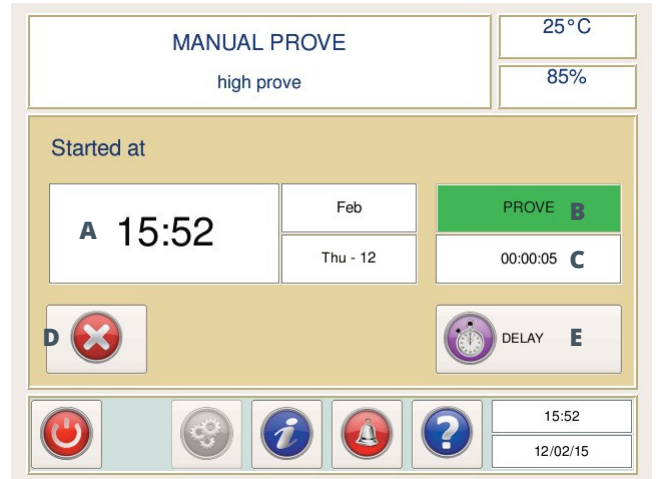 MANUAL PROVE
high prove
25°C
85%
Started at
A 15:52
Feb
Thu - 12
PROVE B
00:00:05 C
D
DELAY E
i
?
15:52
12/02/15